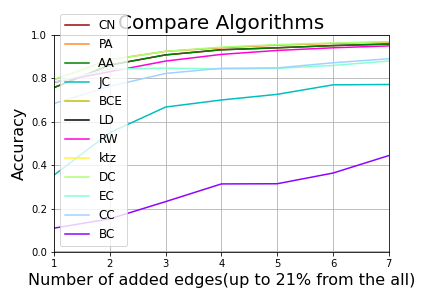 Compare Algorithms
CN
PA
AA
JC
BCE
LD
RW
ktz
DC
EC
CC
BC
Accuracy
1.0
0.8
0.6
0.4
0.2
0.0
1 2 3 4 5 6 7
Number of added edges(up to 21% from the all)